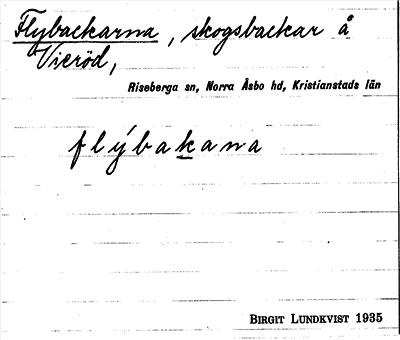 Flybackarna, skogsbackar å
Vieröd,
Riseberga sn, Norra Åsbo hd, Kristianstads län
flýbakana
BIRGIT LUNDKVIST 1935